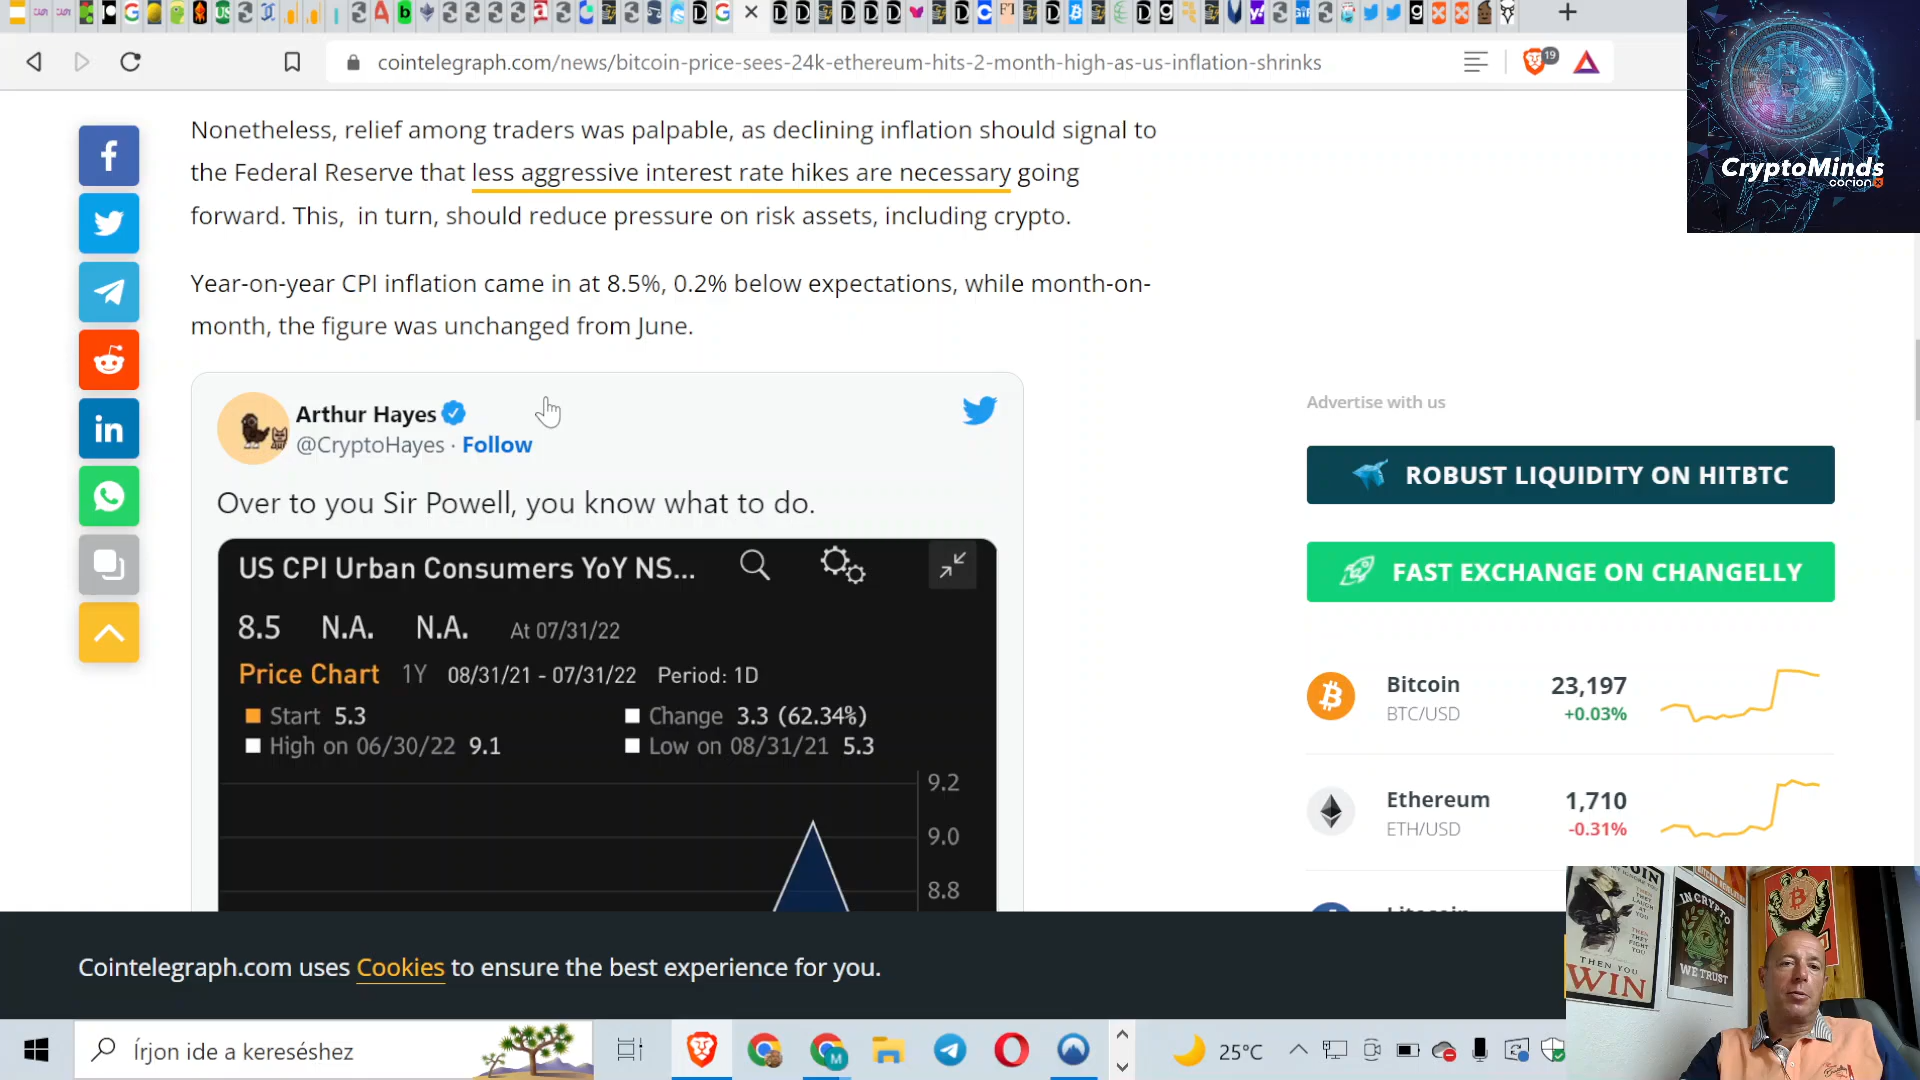 cointelegraph.com/news/bitcoin-price-sees-24k-ethereum-hits-2-month-high-as-us-inflation-shrinks
19
CryptoMinds
corion
Nonetheless, relief among traders was palpable, as declining inflation should signal to
the Federal Reserve that less aggressive interest rate hikes are necessary going
forward. This, in turn, should reduce pressure on risk assets, including crypto.
Year-on-year CPI inflation came in at 8.5%, 0.2% below expectations, while month-on-
month, the figure was unchanged from June.
Arthur Hayes
@CryptoHayes · Follow
Over to you Sir Powell, you know what to do.
US CPI Urban Consumers YoY NS...
8.5 N.A. N.A. At 07/31/22
Price Chart 1Y 08/31/21 - 07/31/22 Period: 1D
Start 5.3 Change 3.3 (62.34%)
High on 06/30/22 9.1 Low on 08/31/21 5.3
9.2
9.0
8.8
Advertise with us
ROBUST LIQUIDITY ON HITBTC
FAST EXCHANGE ON CHANGELLY
Bitcoin 23,197
BTC/USD +0.03%
Ethereum 1,710
ETH/USD -0.31%
Cointelegraph.com uses Cookies to ensure the best experience for you.
THEN YOU
WIN
IN CRYPTO
WE TRUST
Írjon ide a kereséshez
25°C